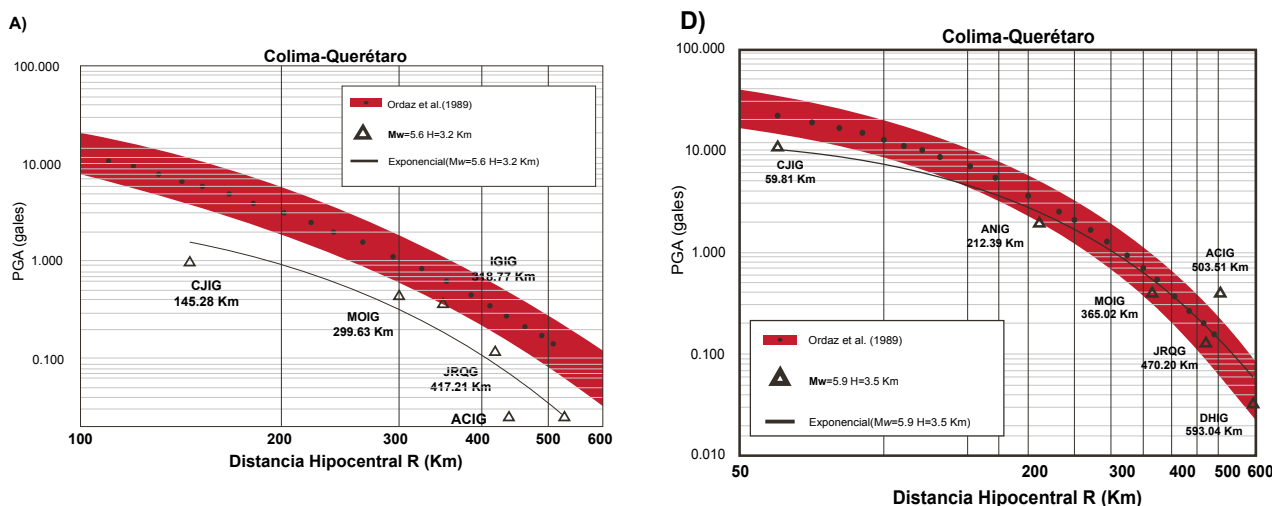 A)
Colima-Querétaro
100.000
10.000
1.000
0.100
PGA (gales)
Ordaz et al.(1989)
Mw=5.6 H=3.2 Km
Exponencial(Mw=5.6 H=3.2 Km)
IGIG
318.77 Km
CJIG
145.28 Km
MOIG
299.63 Km
JRQG
417.21 Km
ACIG
100 200 300 400 500 600
Distancia Hipocentral R (Km)
D)
Colima-Querétaro
100.000
10.000
1.000
0.100
0.010
PGA (gales)
CJIG
59.81 Km
ANIG
212.39 Km
ACIG
503.51 Km
MOIG
365.02 Km
JRQG
470.20 Km
DHIG
593.04 Km
Ordaz et al. (1989)
Mw=5.9 H=3.5 Km
Exponencial(Mw=5.9 H=3.5 Km)
50 200 300 400 500 600
Distancia Hipocentral R (Km)